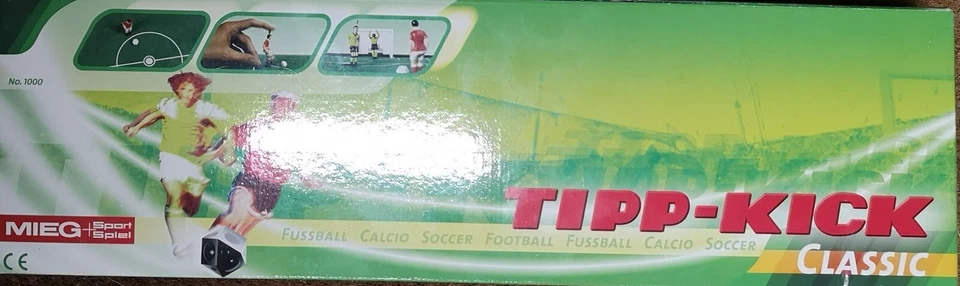 No. 1000
MIEG Sport
+Spiel
TIPP-KICK
FUSSBALL CALCIO SOCCER FOOTBALL FUSSBALL CALCIO SOCCER
CLASSIC
CE